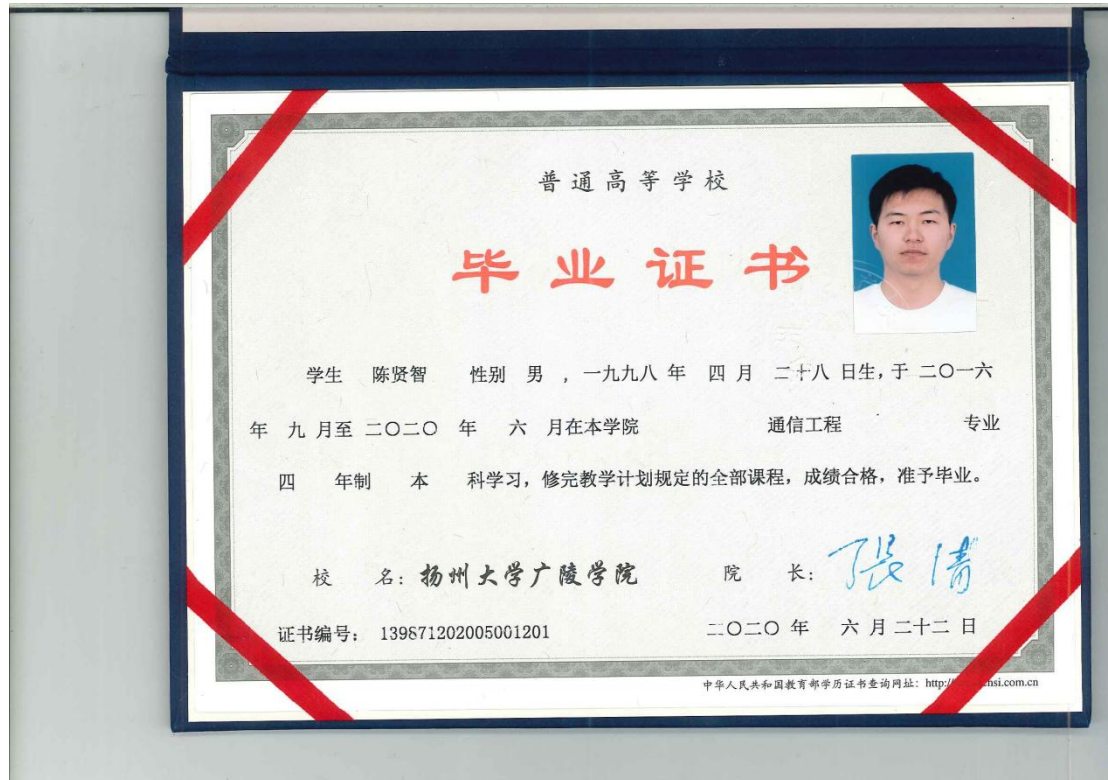 普通高等学校
毕业证书
学生 陈贤智 性别 男 ，一九九八 年 四 月 二十八 日生，于 二〇一六
年 九 月至 二〇二〇 年 六 月在本学院 通信工程 专业
四 年制 本 科学习，修完教学计划规定的全部课程，成绩合格，准予毕业。
校 名：扬州大学广陵学院 院 长：张清
证书编号： 139871202005001201 二〇二〇 年 六 月 二十二 日
中华人民共和国教育部学历证书查询网址：http:// hsi.com.cn